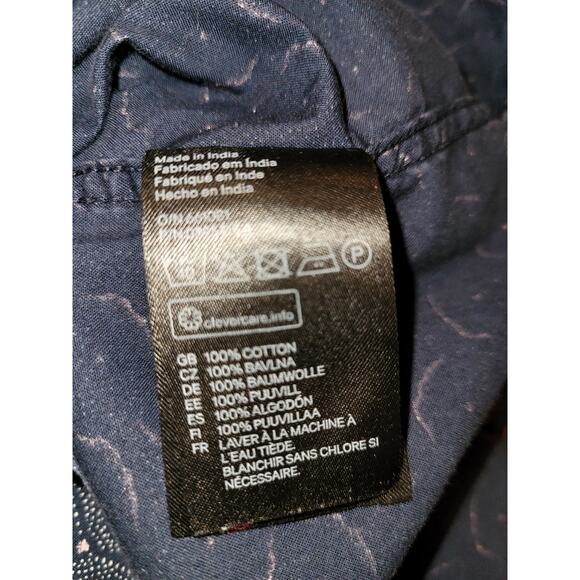 Made in India
Fabricado em Índia
Fabriqué en Inde
Hecho en India
O/N 661081
P
clevercare.info
GB 100% COTTON
CZ 100% BAVLNA
DE 100% BAUMWOLLE
EE 100% PUUVILL
ES 100% ALGODÓN
FI 100% PUUVILLAA
FR LAVER À LA MACHINE À
L'EAU TIÈDE.
BLANCHIR SANS CHLORE SI
NÉCESSAIRE.